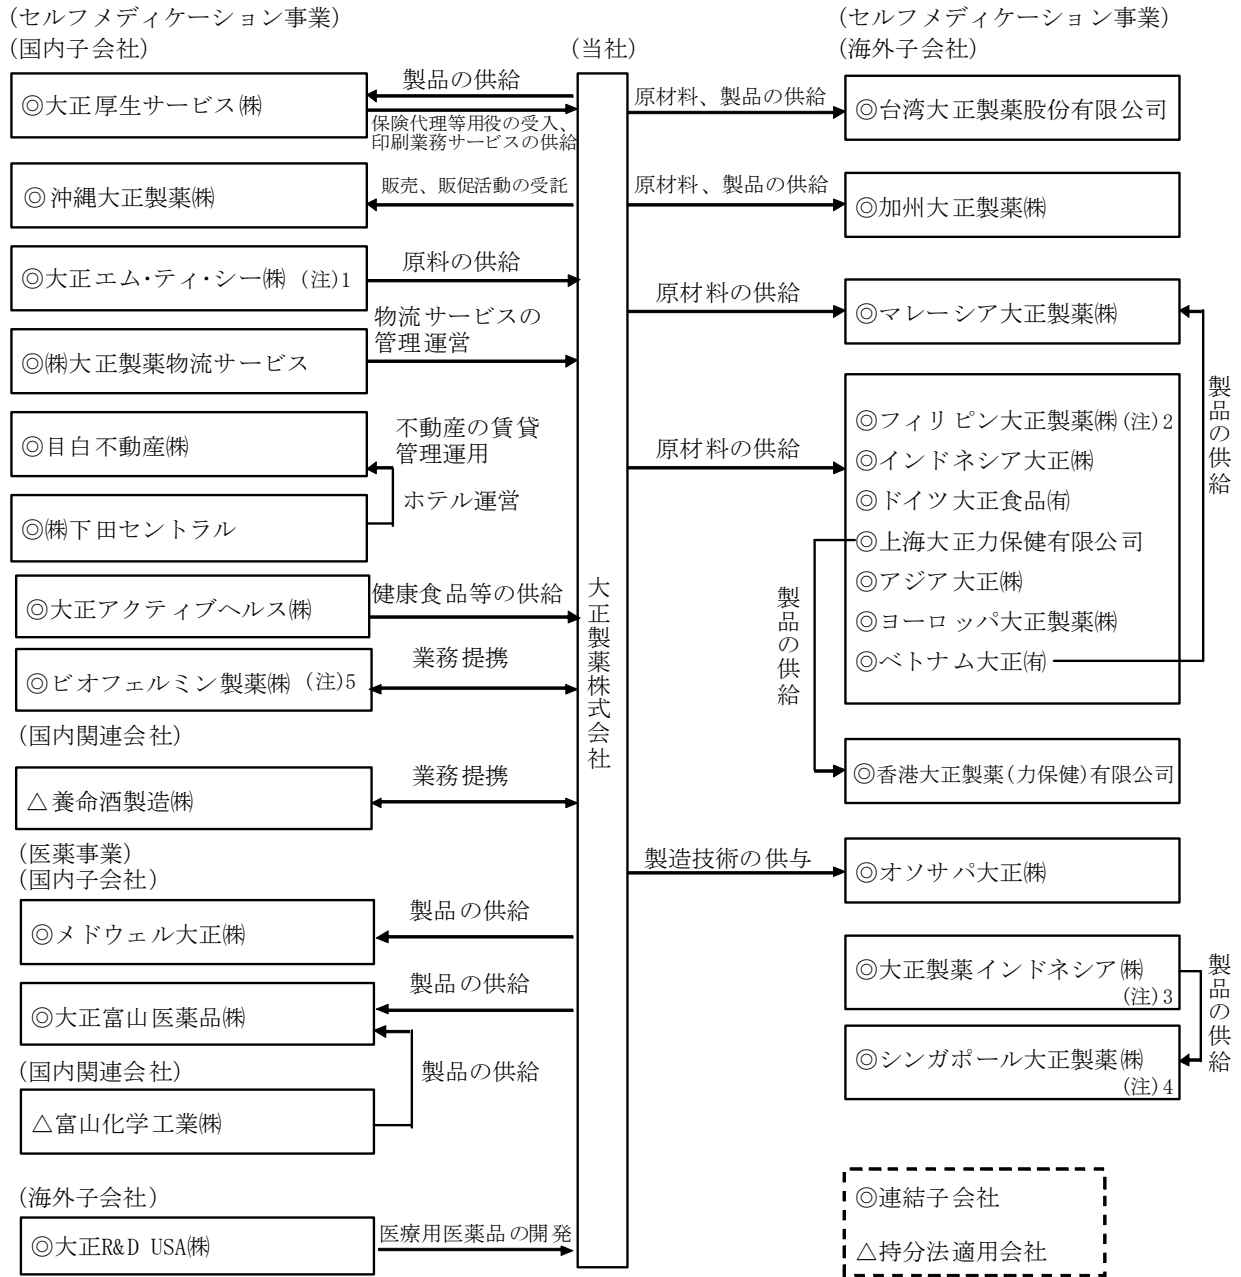 (セルフメディケーション事業)
(国内子会社)
◎大正厚生サービス㈱
製品の供給
保険代理等用役の受入、
印刷業務サービスの供給
◎沖縄大正製薬㈱
販売、販促活動の受託
◎大正エム・ティ・シー㈱ (注)1
原料の供給
◎㈱大正製薬物流サービス
物流サービスの
管理運営
◎目白不動産㈱
不動産の賃貸
管理運用
◎㈱下田セントラル
ホテル運営
◎大正アクティブヘルス㈱
健康食品等の供給
◎ビオフェルミン製薬㈱ (注)5
業務提携
(国内関連会社)
△養命酒製造㈱
業務提携
(医薬事業)
(国内子会社)
◎メドウェル大正㈱
製品の供給
◎大正富山医薬品㈱
製品の供給
(国内関連会社)
製品の供給
△富山化学工業㈱
(海外子会社)
◎大正R&D USA㈱
医療用医薬品の開発
(当社)
大正製薬株式会社
(セルフメディケーション事業)
(海外子会社)
原材料、製品の供給
◎台湾大正製薬股份有限公司
原材料、製品の供給
◎加州大正製薬㈱
原材料の供給
◎マレーシア大正製薬㈱
製品の供給
原材料の供給
◎フィリピン大正製薬㈱(注)2
◎インドネシア大正㈱
◎ドイツ大正食品㈲
◎上海大正力保健有限公司
◎アジア大正㈱
◎ヨーロッパ大正製薬㈱
◎ベトナム大正㈲
製品の供給
◎香港大正製薬(力保健)有限公司
製造技術の供与
◎オソサパ大正㈱
◎大正製薬インドネシア㈱
(注)3
製品の供給
◎シンガポール大正製薬㈱
(注)4
◎連結子会社
△持分法適用会社